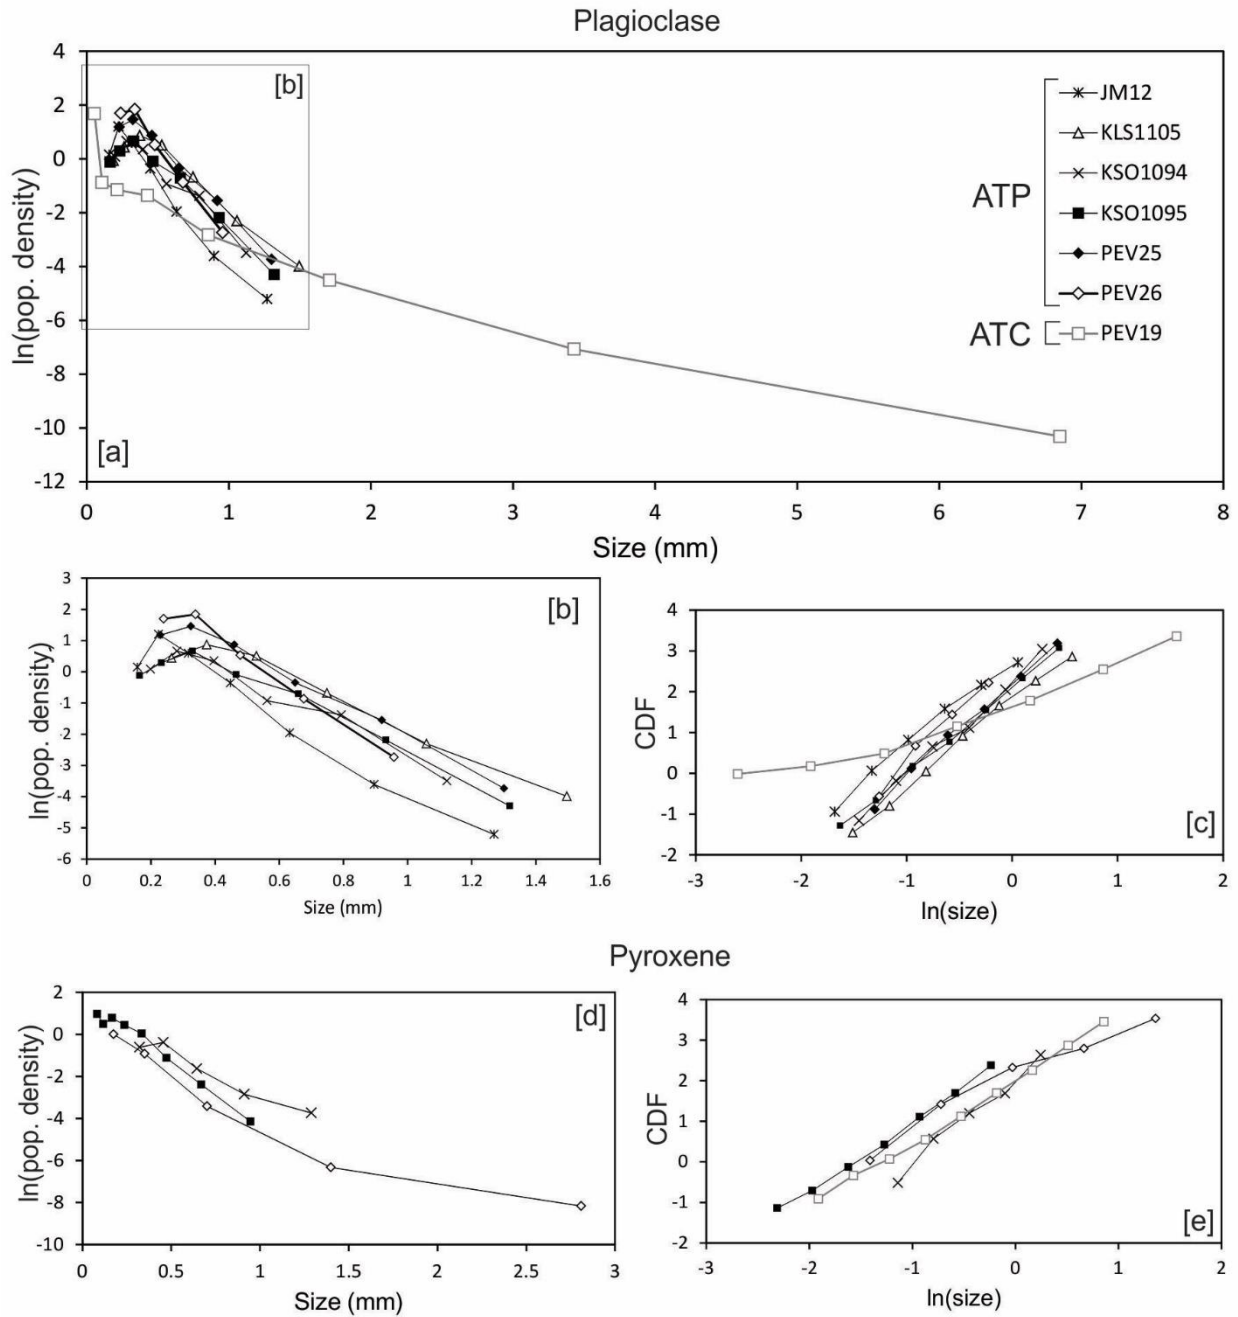 Plagioclase
ln(pop. density)
4
2
0
-2
-4
-6
-8
-10
-12
[b]
[a]
JM12
KLS1105
KSO1094
KSO1095
PEV25
PEV26
PEV19
ATP
ATC
0 1 2 3 4 5 6 7 8
Size (mm)
ln(pop. density)
3
2
1
0
-1
-2
-3
-4
-5
-6
[b]
0 0.2 0.4 0.6 0.8 1 1.2 1.4 1.6
Size (mm)
CDF
4
3
2
1
0
-1
-2
[c]
-3 -2 -1 0 1 2
ln(size)
Pyroxene
ln(pop. density)
2
0
-2
-4
-6
-8
-10
[d]
0 0.5 1 1.5 2 2.5 3
Size (mm)
CDF
4
3
2
1
0
-1
-2
[e]
-3 -2 -1 0 1 2
ln(size)